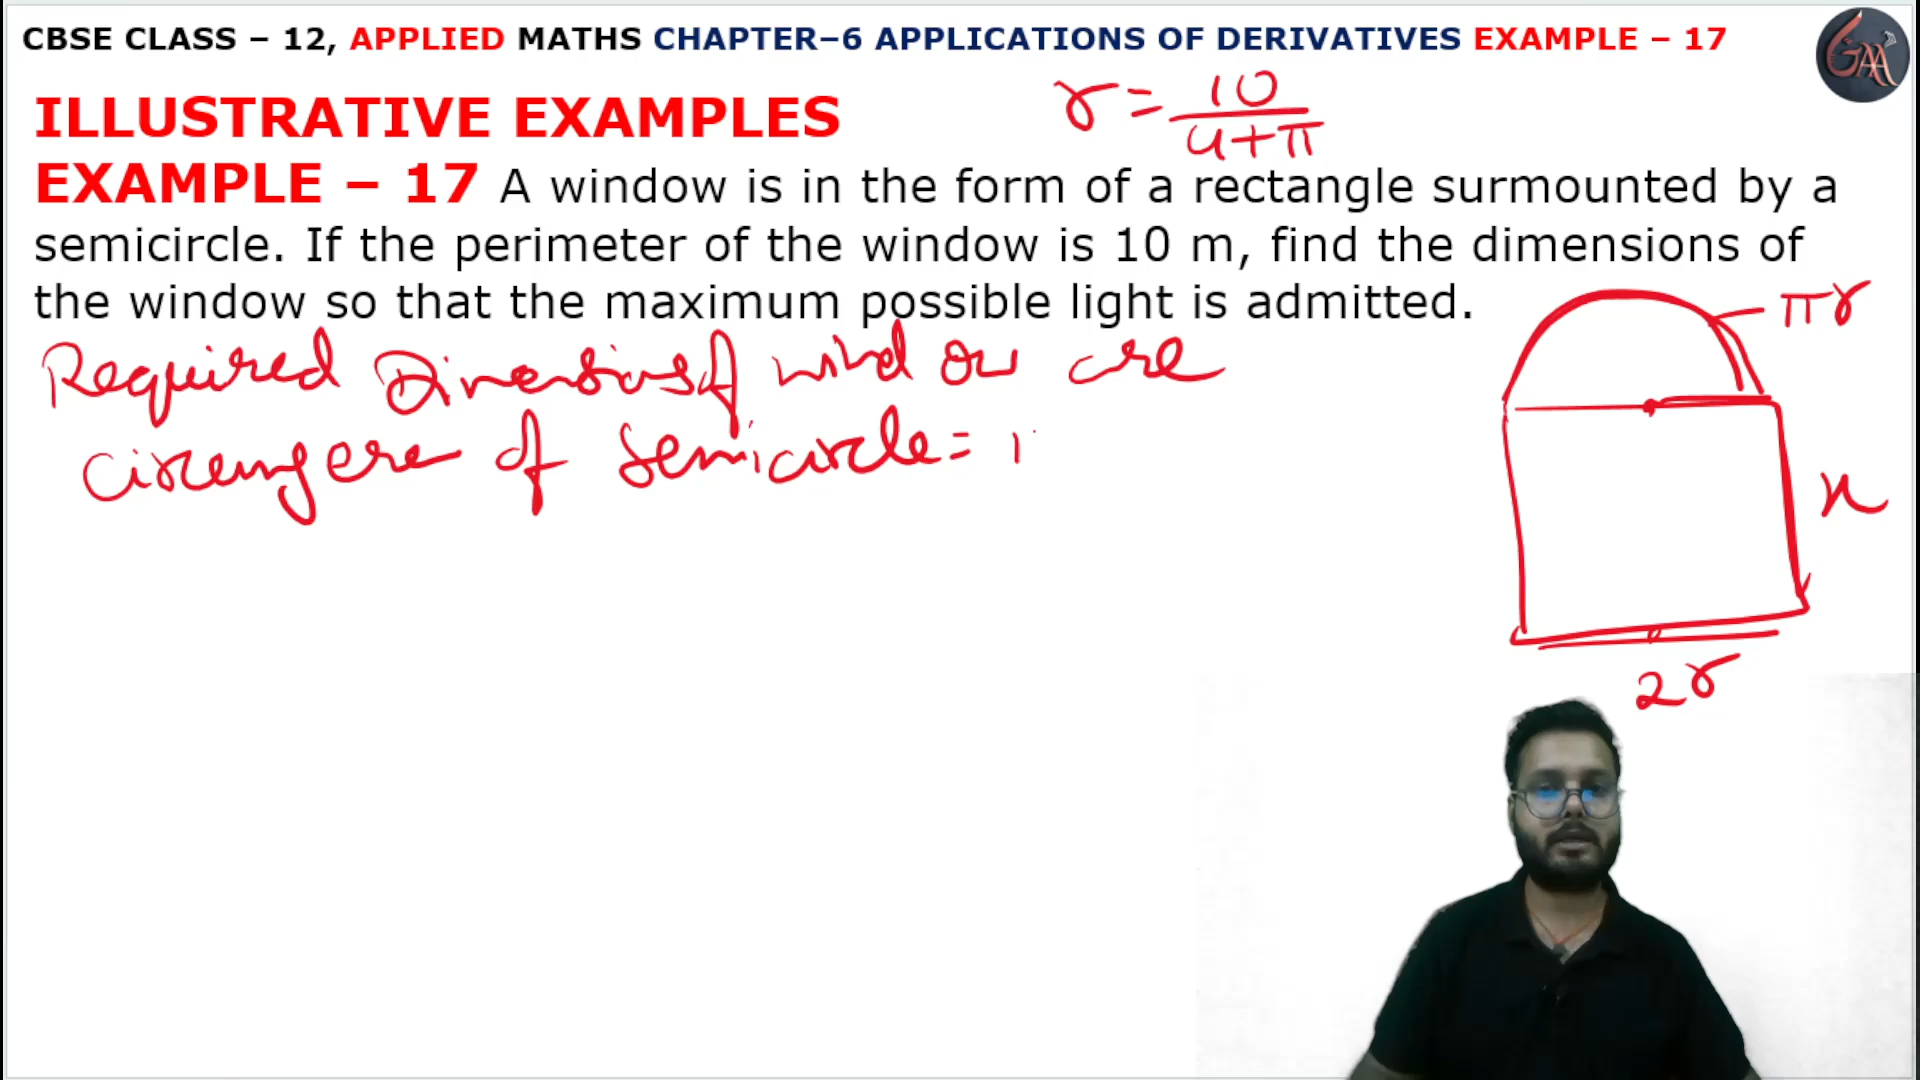 CBSE CLASS – 12, APPLIED MATHS CHAPTER–6 APPLICATIONS OF DERIVATIVES EXAMPLE – 17
ILLUSTRATIVE EXAMPLES
r = 10/(4+π)
EXAMPLE – 17 A window is in the form of a rectangle surmounted by a
semicircle. If the perimeter of the window is 10 m, find the dimensions of
the window so that the maximum possible light is admitted.
πr
Required Dimensions of window are
of semicircle =
x
2r